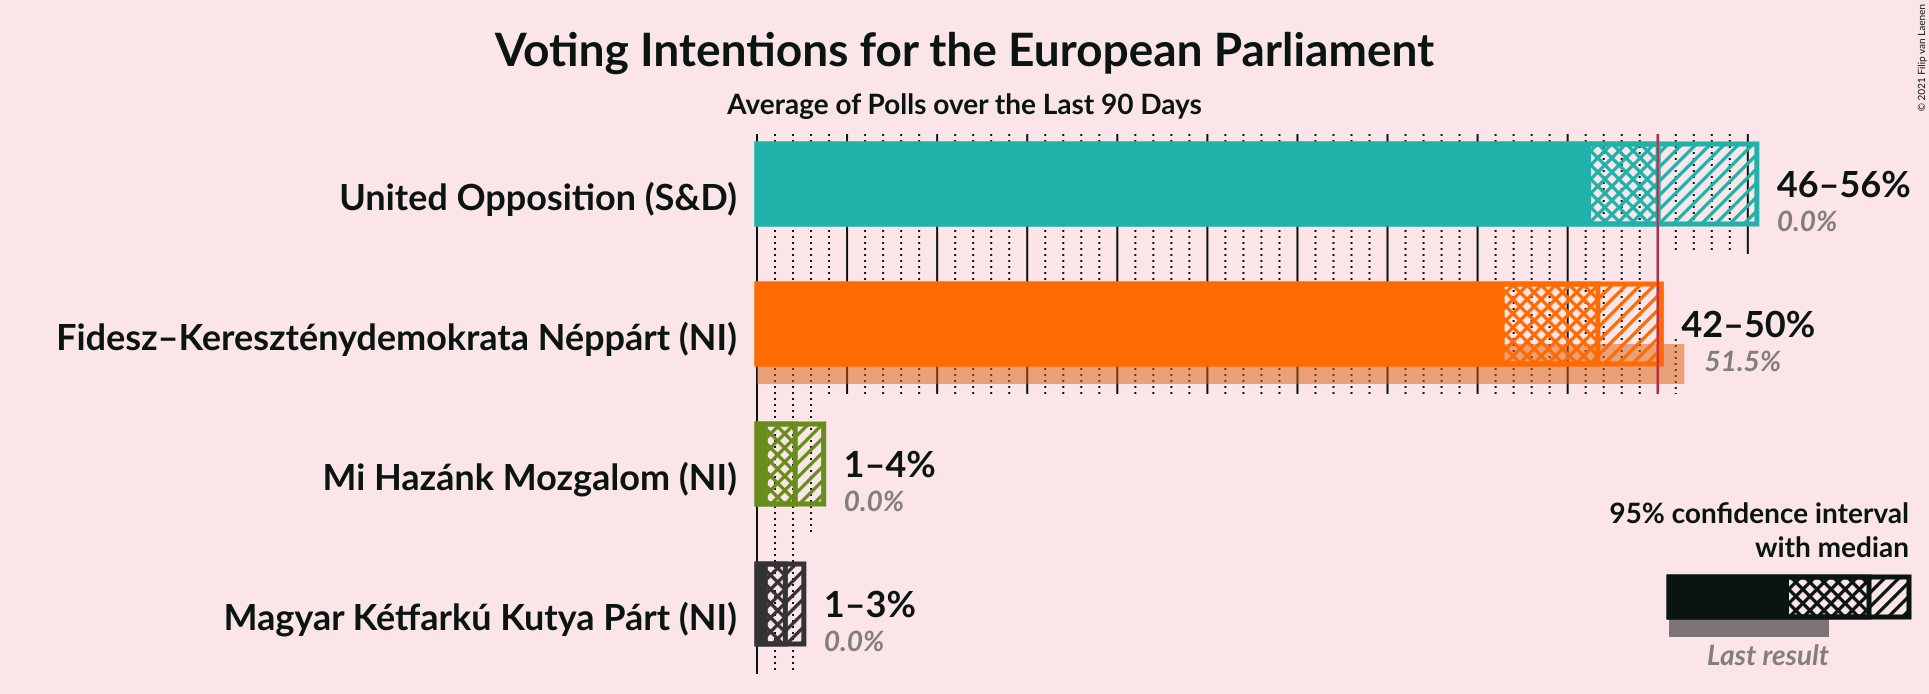 Voting Intentions for the European Parliament
Average of Polls over the Last 90 Days
© 2021 Filip van Laenen
United Opposition (S&D)
46–56%
0.0%
Fidesz–Kereszténydemokrata Néppárt (NI)
42–50%
51.5%
Mi Hazánk Mozgalom (NI)
1–4%
0.0%
Magyar Kétfarkú Kutya Párt (NI)
1–3%
0.0%
95% confidence interval
with median
Last result